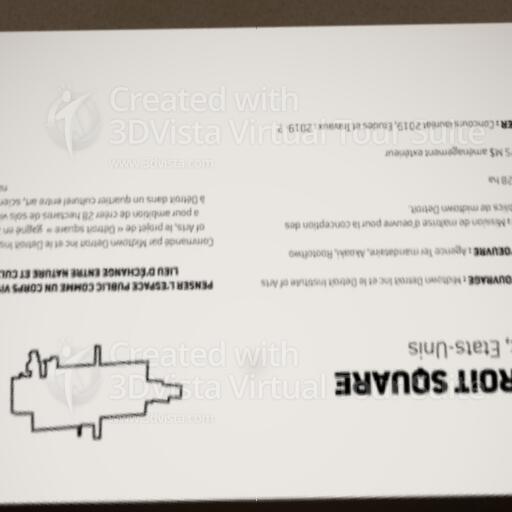 ROIT SQUARE
, Etats-Unis
OUVRAGE : Midtown Detroit Inc et le Detroit Institute of Arts
OEUVRE : Agence Ter mandataire, Akoaki, Rootoftwo
: Mission de maîtrise d'oeuvre pour la conception des
blics de midtown Detroit.
28 ha
5 M$ aménagement extérieur
ER : Concours lauréat 2019, Etudes et Travaux : 2019 - ?
PENSER L'ESPACE PUBLIC COMME UN CORPS VI
LIEU D'ÉCHANGE ENTRE NATURE ET CUL
Commandé par Midtown Detroit Inc et le Detroit Ins
of Arts, le projet de « Detroit square » gagné en
a pour ambition de créer 28 hectares de sols vi
à Détroit dans un quartier culturel entre art, scien
Created with
3DVista Virtual Tour Suite
www.3dvista.com
Created with
3DVista Virtual
www.3dvista.com